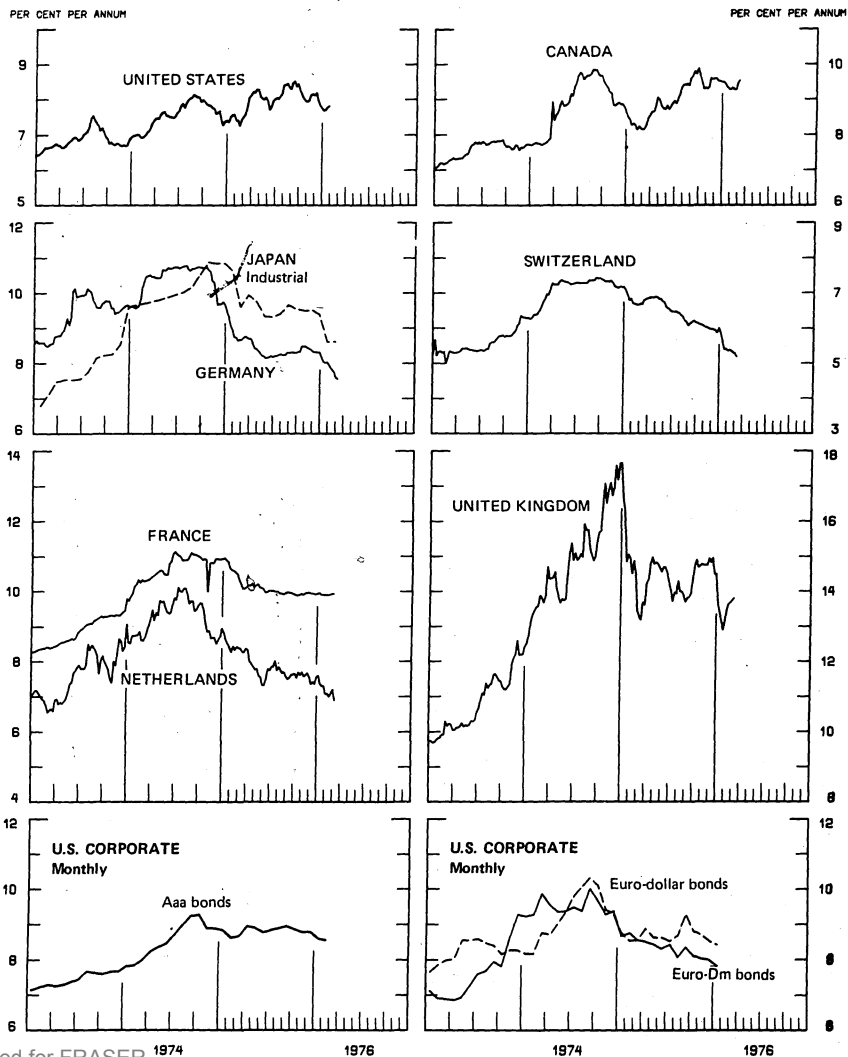 PER CENT PER ANNUM
PER CENT PER ANNUM
9
7
5
UNITED STATES
10
8
6
CANADA
12
10
8
6
JAPAN
Industrial
GERMANY
9
7
5
3
SWITZERLAND
14
12
10
8
6
4
FRANCE
NETHERLANDS
18
16
14
12
10
UNITED KINGDOM
12
10
8
6
U.S. CORPORATE
Monthly
Aaa bonds
12
10
U.S. CORPORATE
Monthly
Euro-dollar bonds
Euro-Dm bonds
1974
1976
1974
1976
ed for FRASER